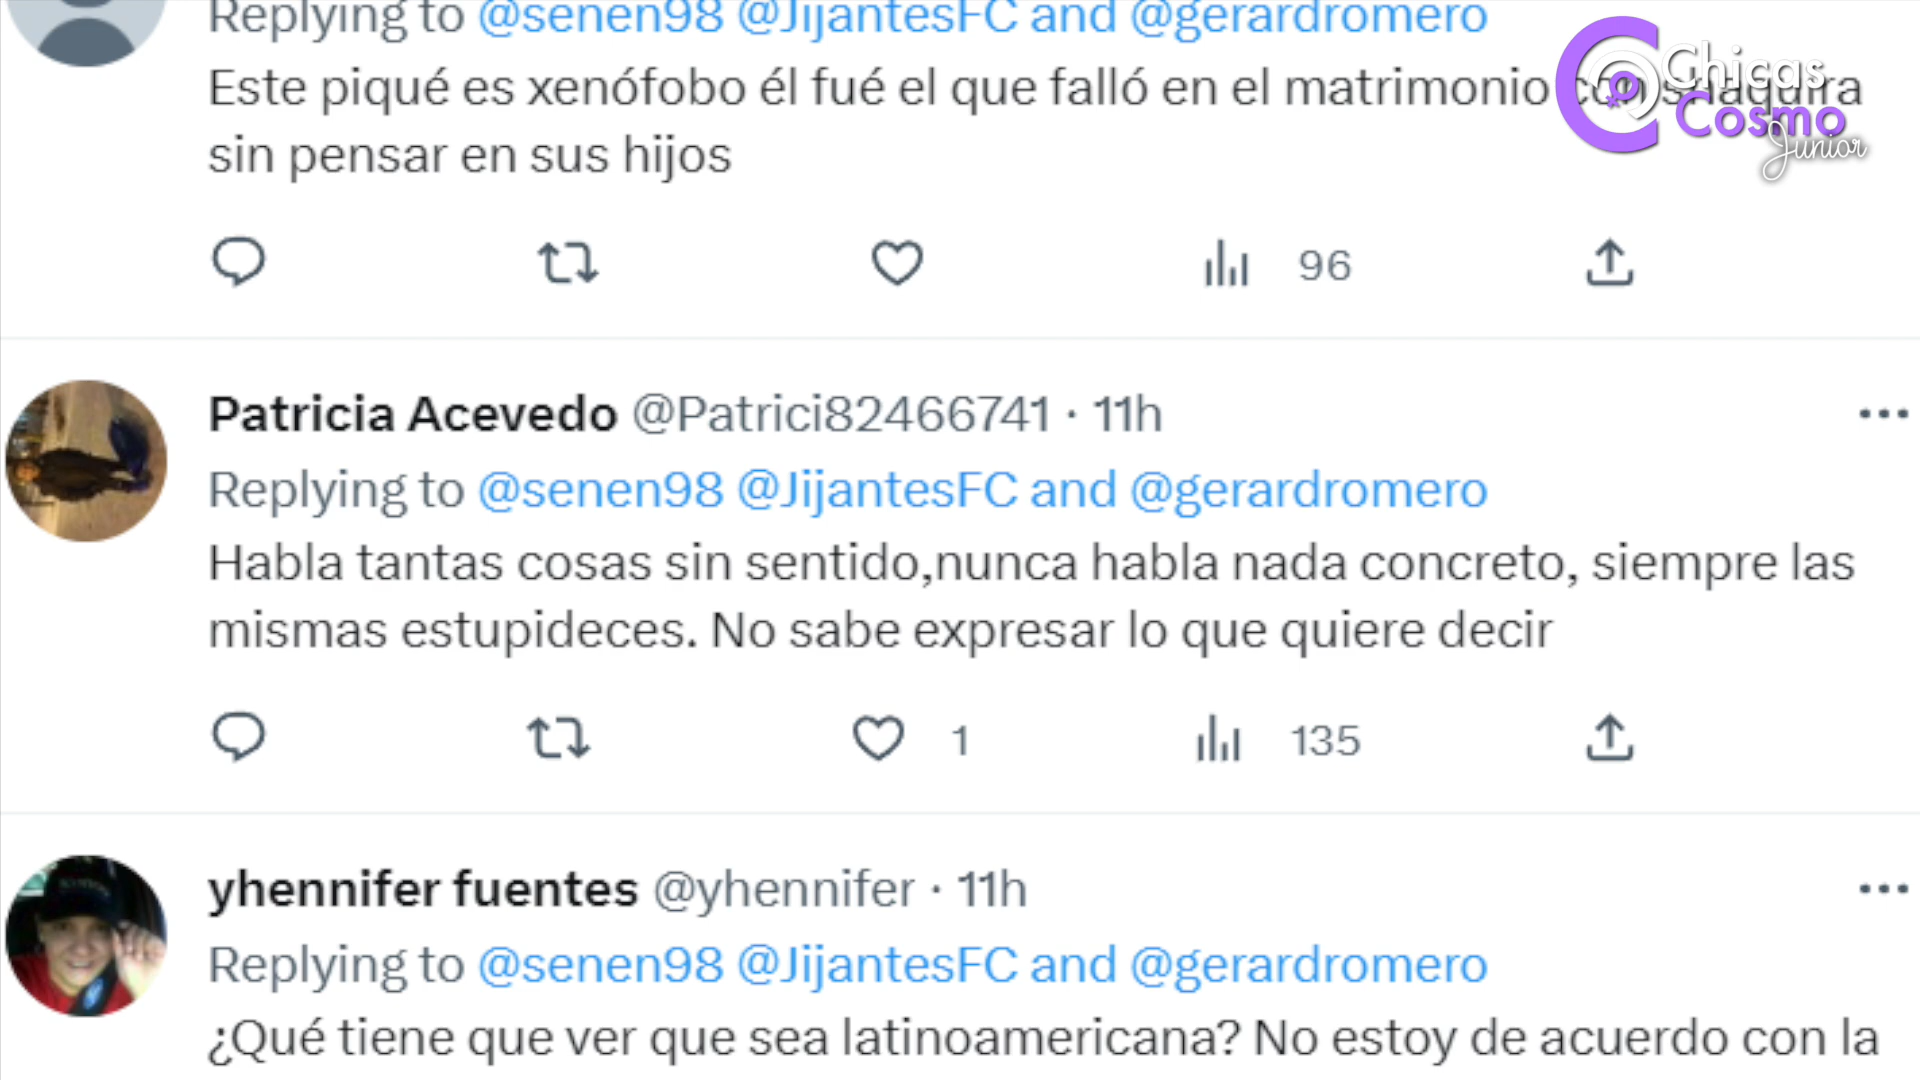 Replying to @senen98 @JijantesFC and @gerardromero
Este piqué es xenófobo él fué el que falló en el matrimonio con shaquira
sin pensar en sus hijos
Chicas
Cosmo
Junior
96
Patricia Acevedo @Patrici82466741 · 11h
Replying to @senen98 @JijantesFC and @gerardromero
Habla tantas cosas sin sentido,nunca habla nada concreto, siempre las
mismas estupideces. No sabe expresar lo que quiere decir
1 135
yhennifer fuentes @yhennifer · 11h
Replying to @senen98 @JijantesFC and @gerardromero
¿Qué tiene que ver que sea latinoamericana? No estoy de acuerdo con la